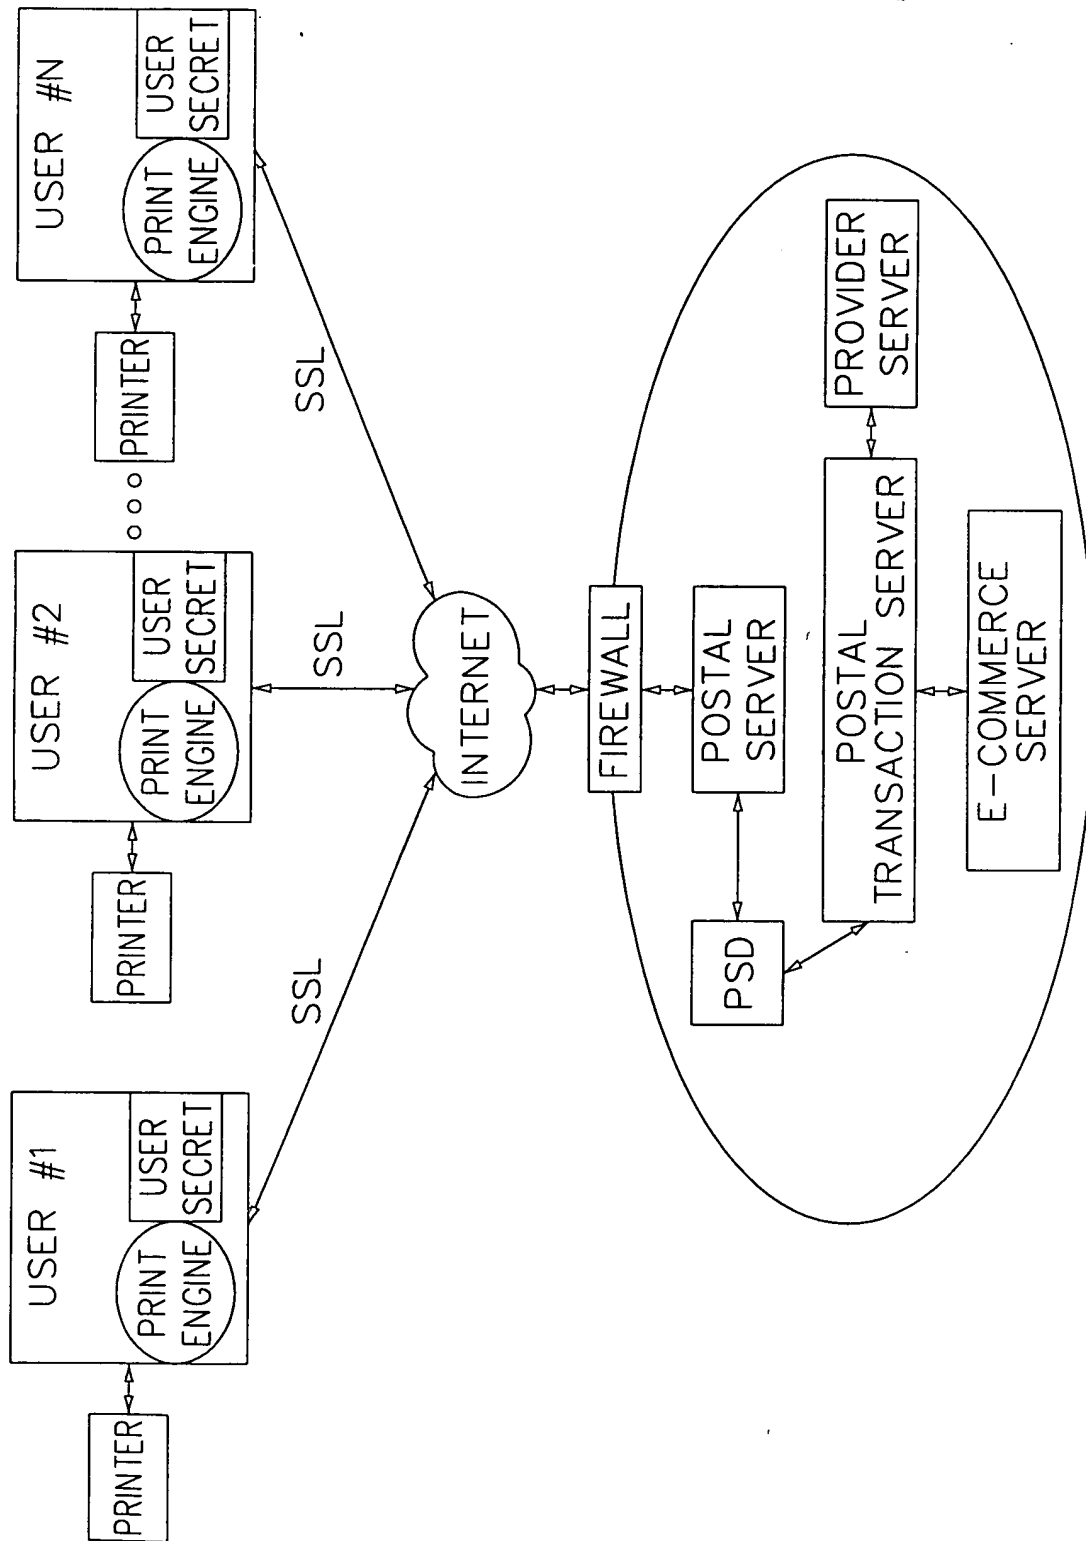 USER #1
PRINT
ENGINE
USER
SECRET
PRINTER
USER #2
PRINT
ENGINE
USER
SECRET
PRINTER
USER #N
PRINT
ENGINE
USER
SECRET
PRINTER
SSL
SSL
SSL
INTERNET
FIREWALL
PSD
POSTAL
SERVER
POSTAL
TRANSACTION SERVER
PROVIDER
SERVER
E-COMMERCE
SERVER